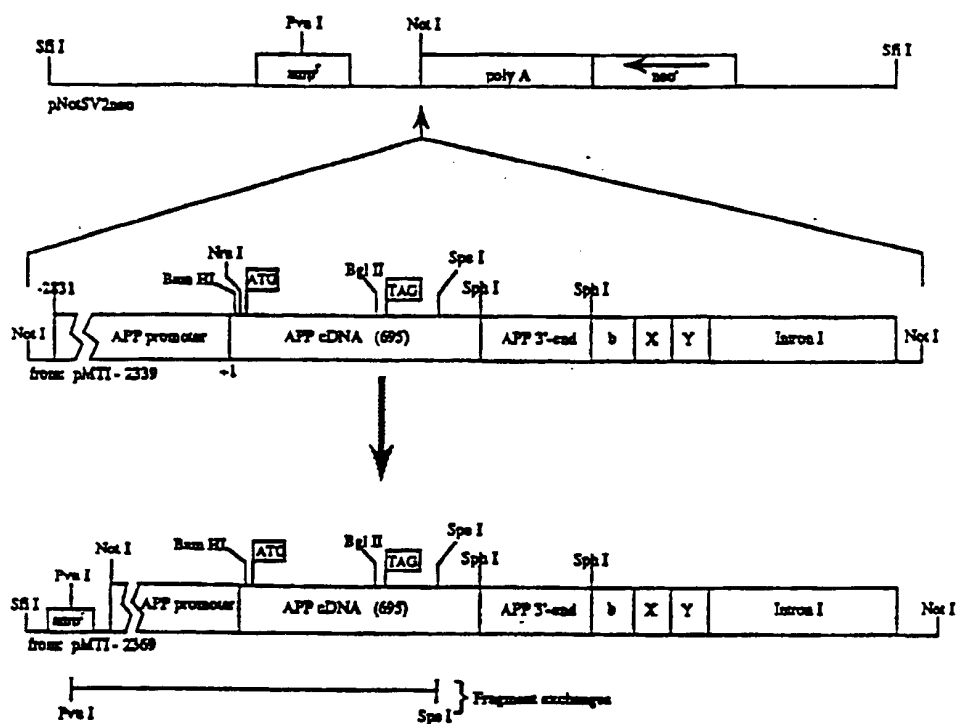 Pvu I
Not I
Sfi I
Sfi I
amp^r
poly A
neo^r
pNotSV2neo
Nru I
Bam HI
ATG
Bgl II
TAG
Spe I
Sph I
Sph I
-2831
Not I
APP promoter
APP cDNA (695)
APP 3'-end
b
X
Y
Intron I
Not I
from: pMTI - 2339
+1
Not I
Bam HI
ATG
Bgl II
TAG
Spe I
Sph I
Sph I
Pvu I
Sfi I
amp^r
APP promoter
APP cDNA (695)
APP 3'-end
b
X
Y
Intron I
Not I
from: pMTI - 2369
Fragment exchanges
Pvu I
Spe I